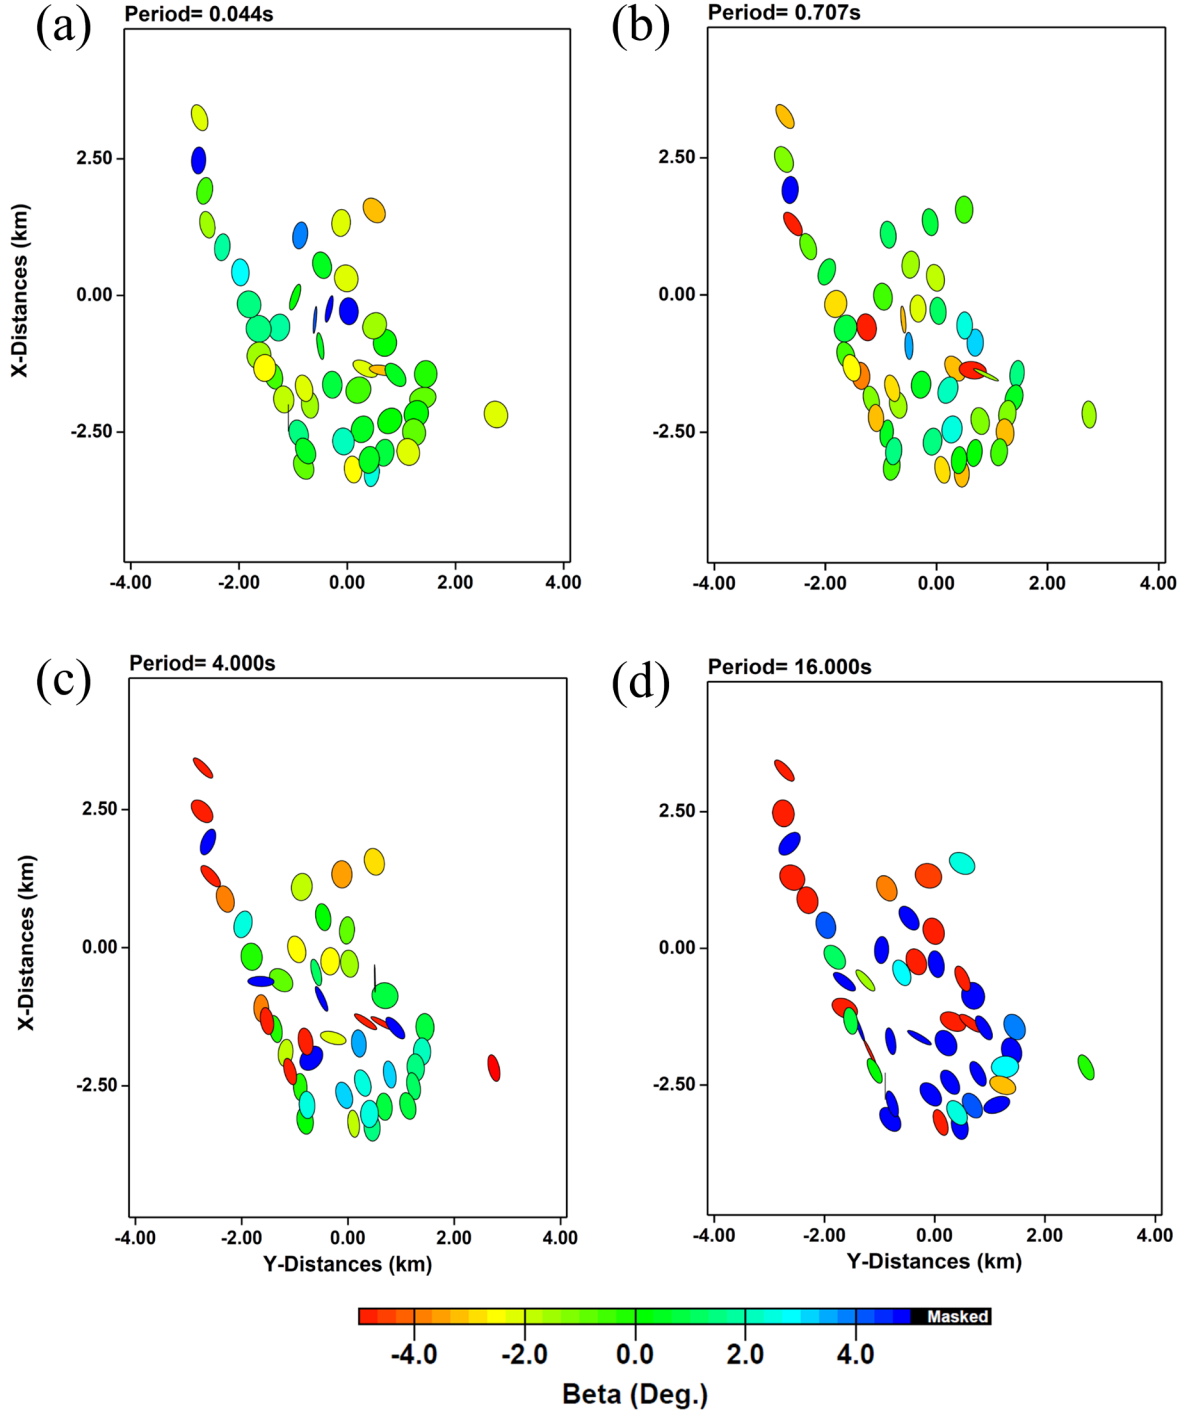 (a)
Period= 0.044s
(b)
Period= 0.707s
X-Distances (km)
2.50
0.00
-2.50
2.50
0.00
-2.50
-4.00 -2.00 0.00 2.00 4.00
-4.00 -2.00 0.00 2.00 4.00
(c)
Period= 4.000s
(d)
Period= 16.000s
X-Distances (km)
2.50
0.00
-2.50
2.50
0.00
-2.50
-4.00 -2.00 0.00 2.00 4.00
-4.00 -2.00 0.00 2.00 4.00
Y-Distances (km)
Y-Distances (km)
Masked
-4.0 -2.0 0.0 2.0 4.0
Beta (Deg.)